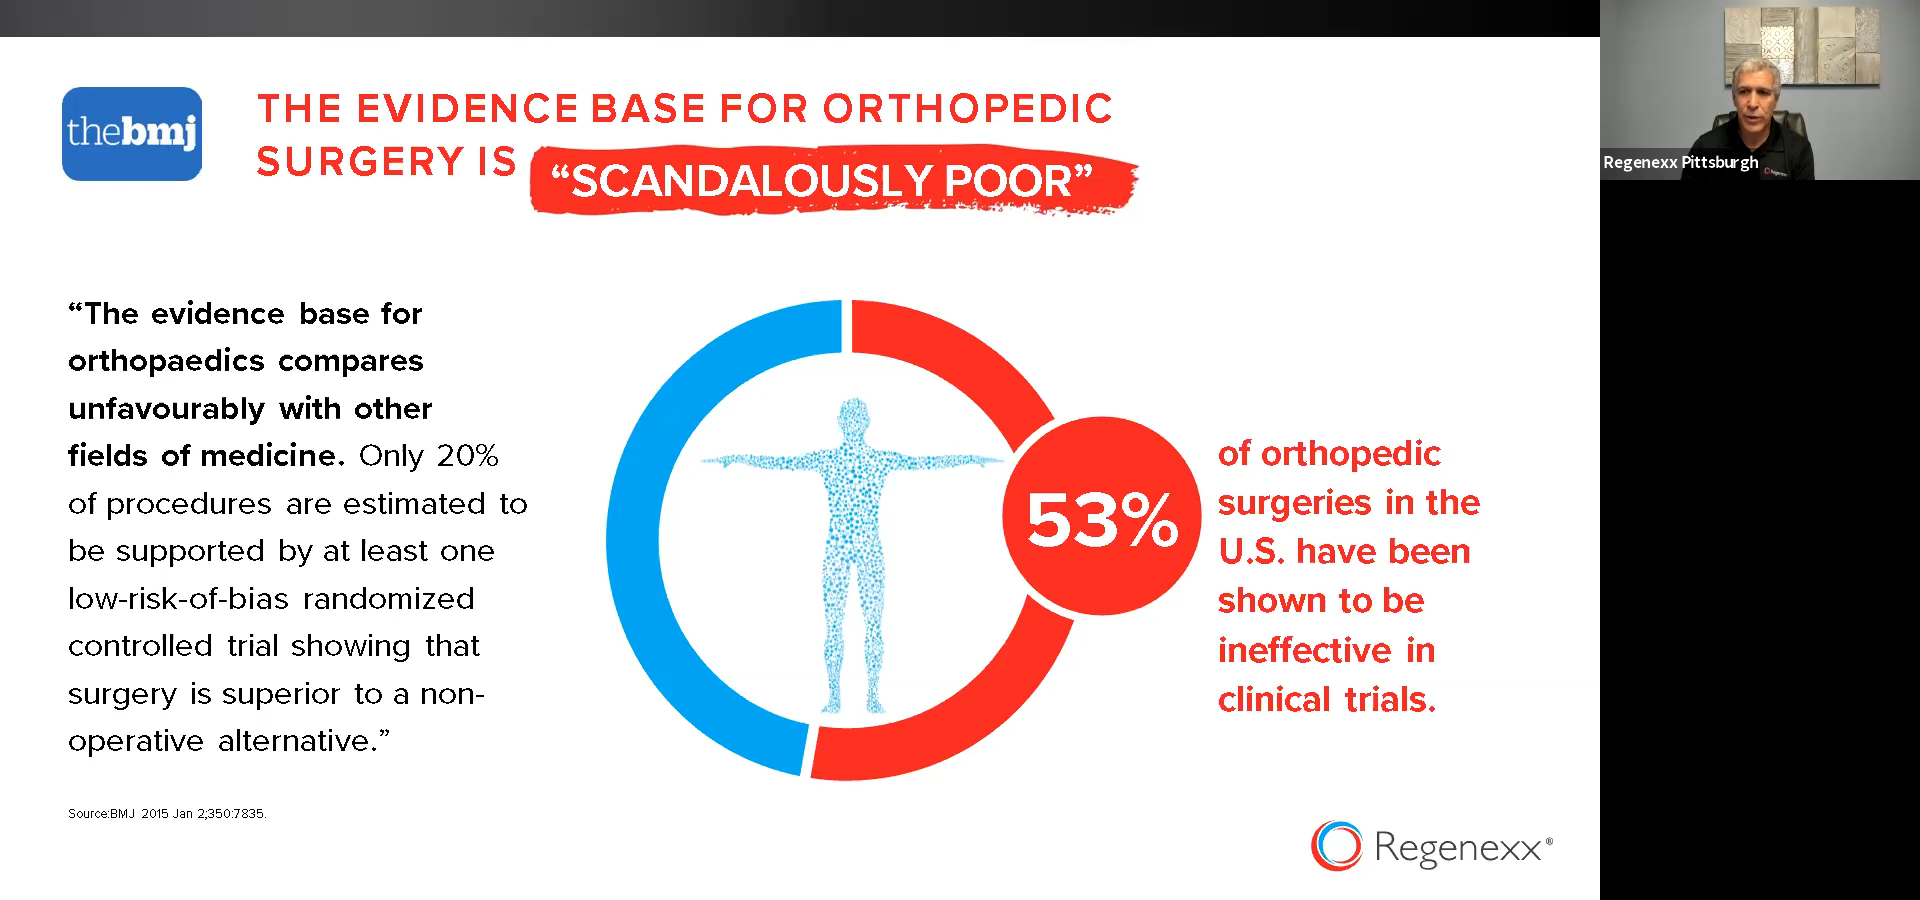 thebmj
THE EVIDENCE BASE FOR ORTHOPEDIC
SURGERY IS “SCANDALOUSLY POOR”
“The evidence base for
orthopaedics compares
unfavourably with other
fields of medicine. Only 20%
of procedures are estimated to
be supported by at least one
low-risk-of-bias randomized
controlled trial showing that
surgery is superior to a non-
operative alternative.”
53%
of orthopedic
surgeries in the
U.S. have been
shown to be
ineffective in
clinical trials.
Source:BMJ 2015 Jan 2;350:7835.
Regenexx®
Regenexx Pittsburgh